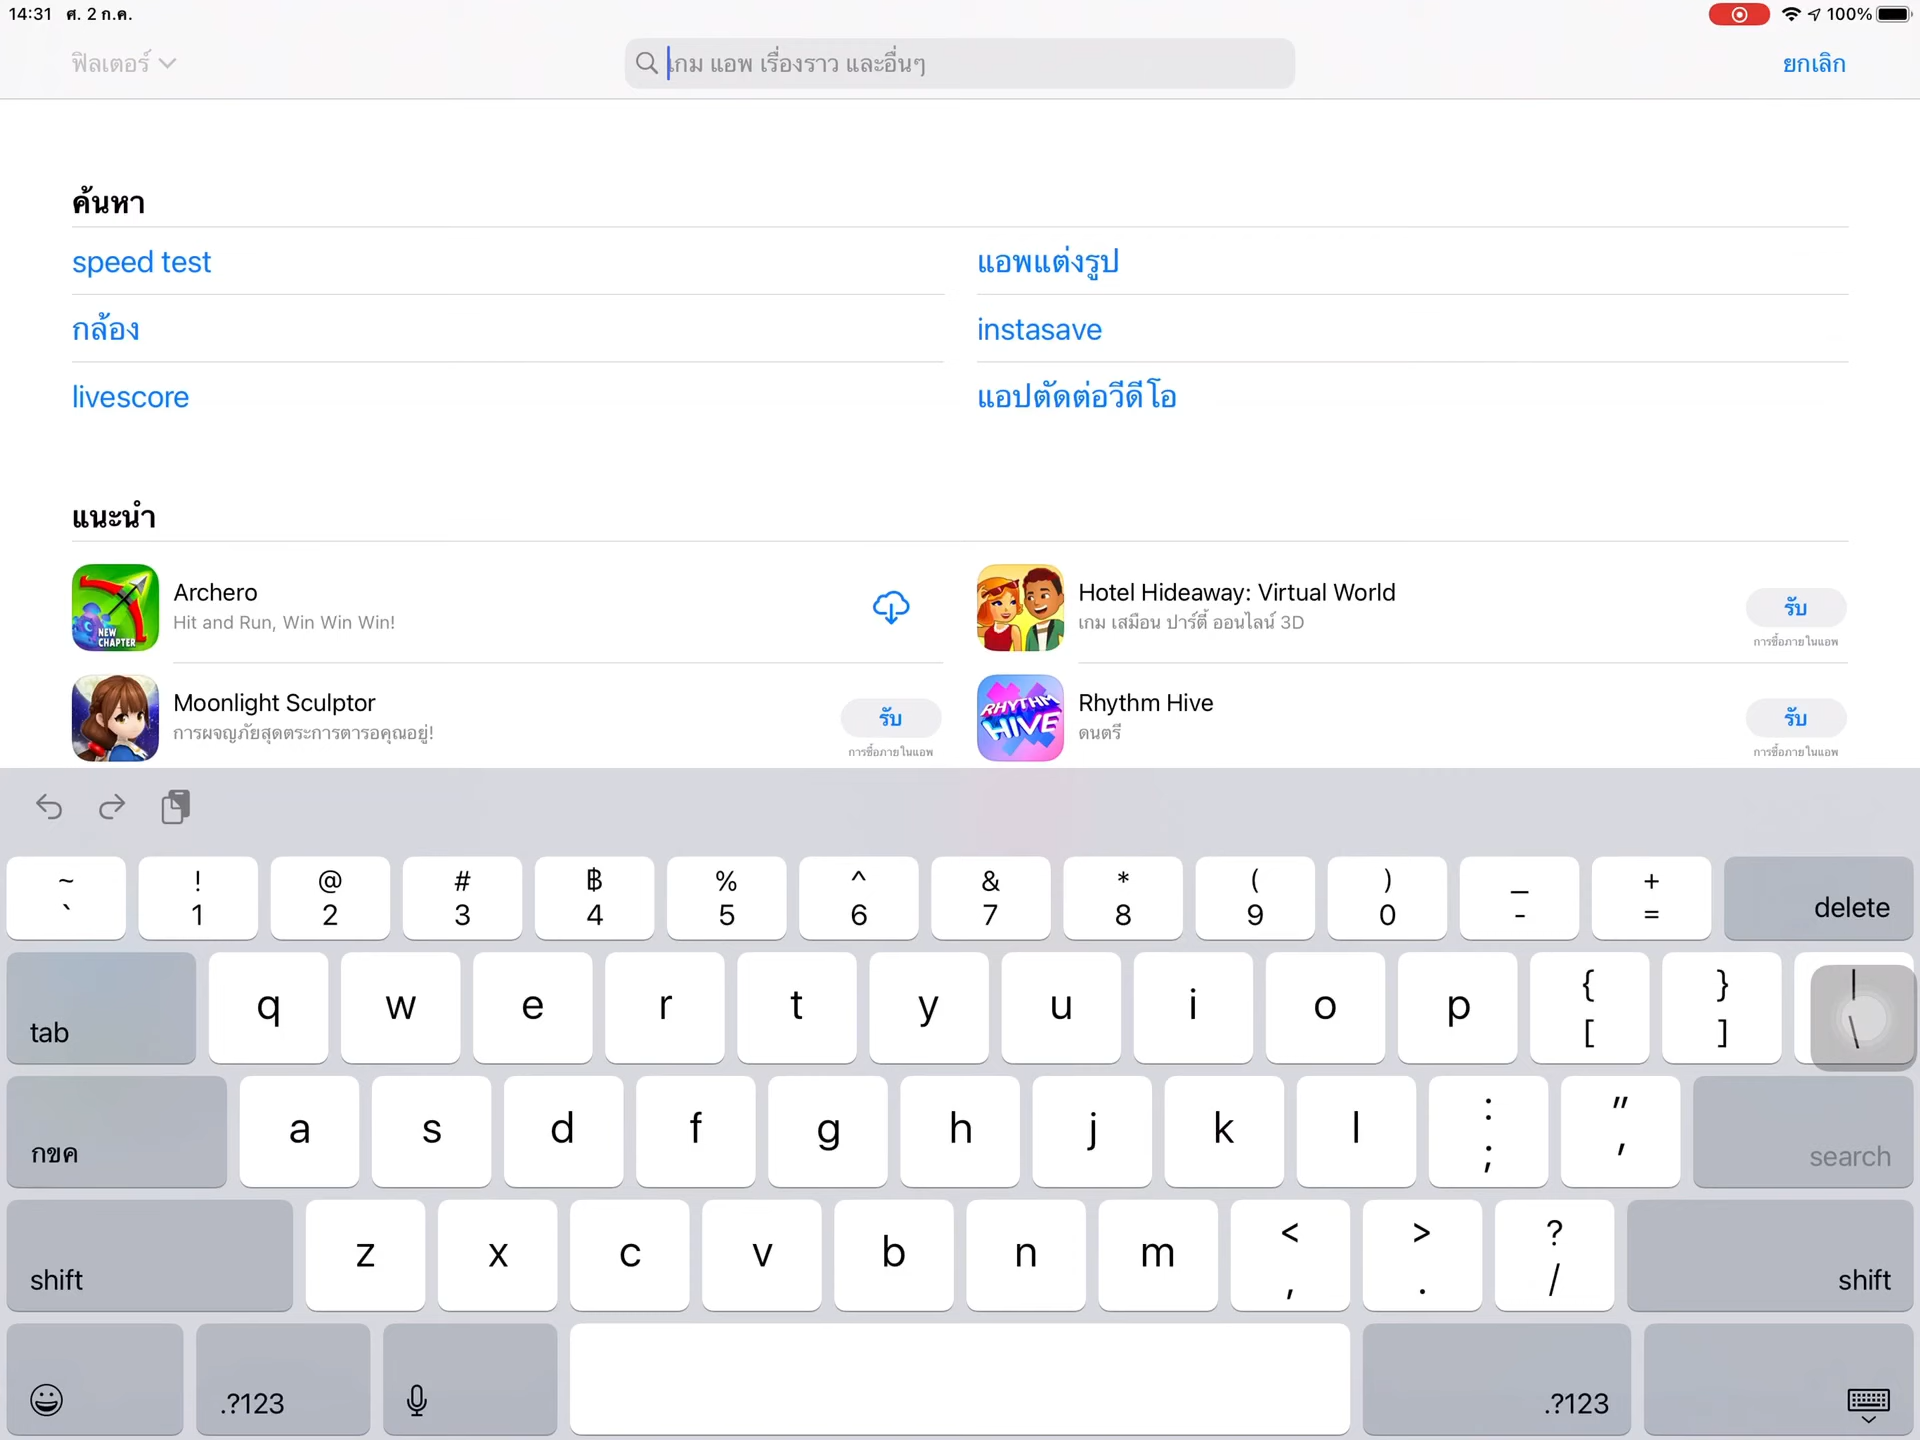 14:31 ศ. 2 ก.ค.
100%
ฟิลเตอร์
เกม แอพ เรื่องราว และอื่นๆ
ยกเลิก
ค้นหา
speed test
แอพแต่งรูป
กล้อง
instasave
livescore
แอปตัดต่อวีดีโอ
แนะนำ
NEW CHAPTER
Archero
Hit and Run, Win Win Win!
Hotel Hideaway: Virtual World
เกม เสมือน ปาร์ตี้ ออนไลน์ 3D
รับ
การซื้อภายในแอพ
Moonlight Sculptor
การผจญภัยสุดตระการตารอคุณอยู่!
รับ
การซื้อภายในแอพ
RHYTHM HIVE
Rhythm Hive
ดนตรี
รับ
การซื้อภายในแอพ
~ ! @ # ฿ % ^ & * ( ) _ +
` 1 2 3 4 5 6 7 8 9 0 - = delete
tab q w e r t y u i o p { [ } ] | \
กขค a s d f g h j k l : ; " ' search
shift z x c v b n m < , > . ? / shift
.?123 .?123